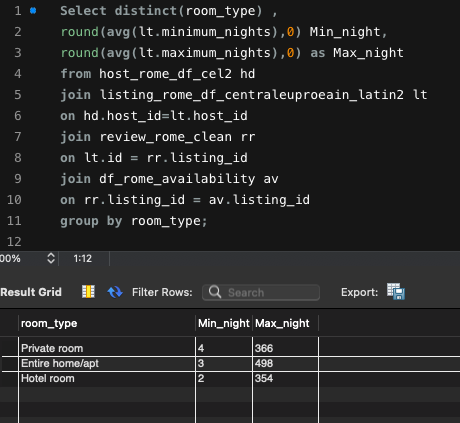 1 Select distinct(room_type) ,
2 round(avg(lt.minimum_nights),0) Min_night,
3 round(avg(lt.maximum_nights),0) as Max_night
4 from host_rome_df_cel2 hd
5 join listing_rome_df_centraleuproeain_latin2 lt
6 on hd.host_id=lt.host_id
7 join review_rome_clean rr
8 on lt.id = rr.listing_id
9 join df_rome_availability av
10 on rr.listing_id = av.listing_id
11 group by room_type;
12
00% 1:12
Result Grid Filter Rows: Search Export:
room_type Min_night Max_night
Private room 4 366
Entire home/apt 3 498
Hotel room 2 354